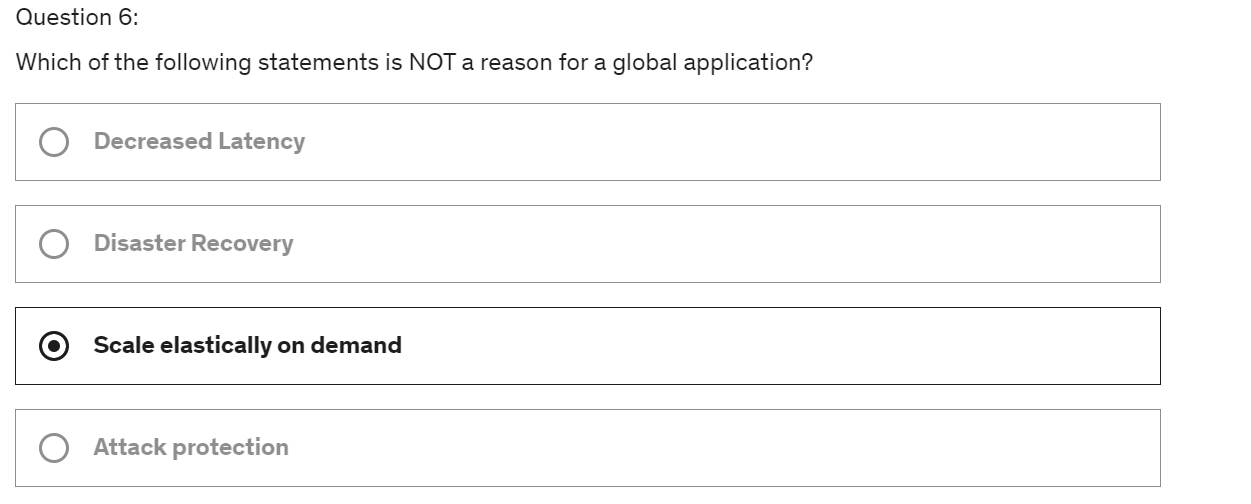 Question 6:
Which of the following statements is NOT a reason for a global application?
Decreased Latency
Disaster Recovery
Scale elastically on demand
Attack protection